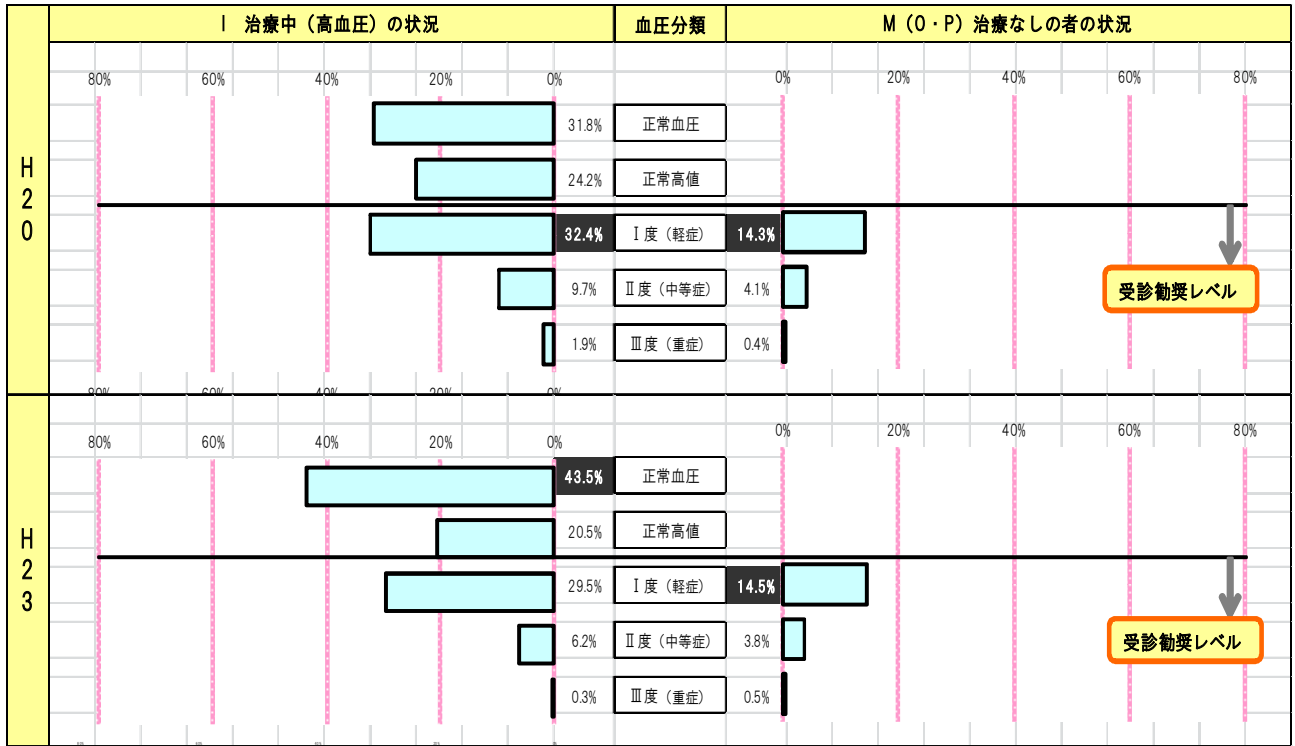 Ⅰ 治療中（高血圧）の状況 血圧分類 M（O・P）治療なしの者の状況
H20
80% 60% 40% 20% 0% 0% 20% 40% 60% 80%
31.8% 正常血圧
24.2% 正常高値
32.4% Ⅰ度（軽症） 14.3%
9.7% Ⅱ度（中等症） 4.1%
受診勧奨レベル
1.9% Ⅲ度（重症） 0.4%
80% 60% 40% 20% 0%
H23
80% 60% 40% 20% 0% 0% 20% 40% 60% 80%
43.5% 正常血圧
20.5% 正常高値
29.5% Ⅰ度（軽症） 14.5%
6.2% Ⅱ度（中等症） 3.8%
受診勧奨レベル
0.3% Ⅲ度（重症） 0.5%